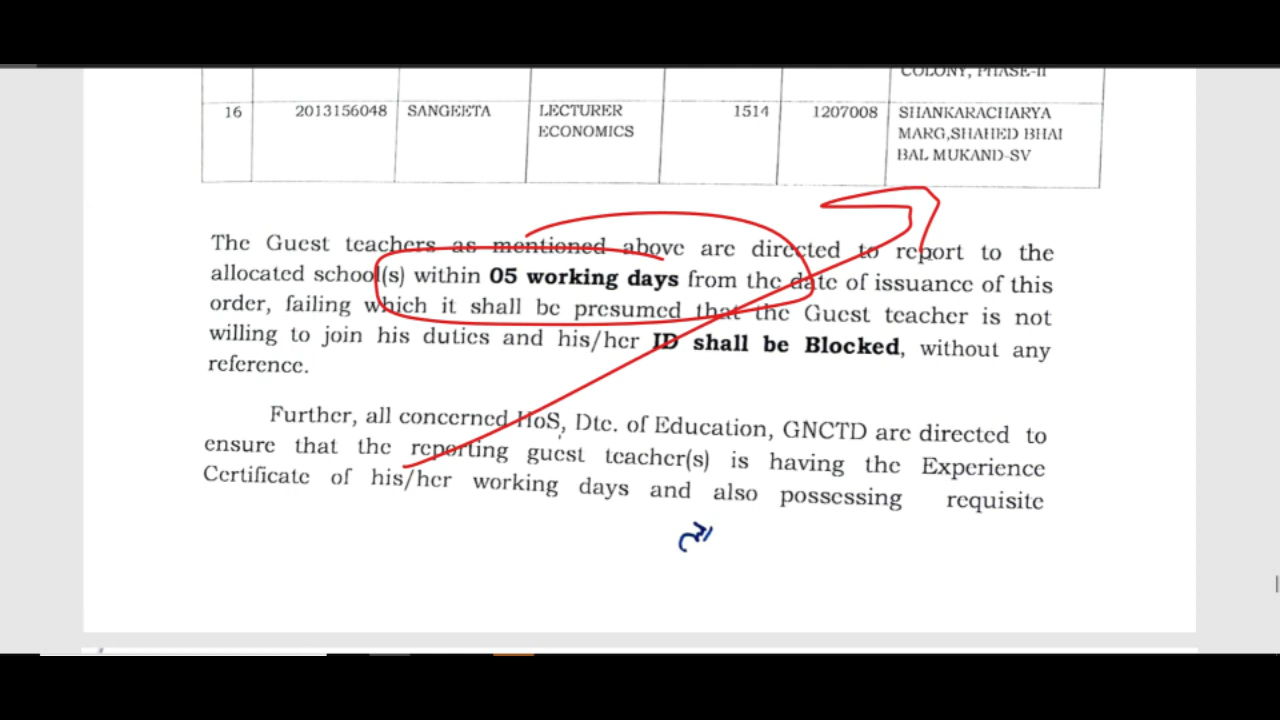 COLONY, PHASE-II
16 2013156048 SANGEETA LECTURER 1514 1207008 SHANKARACHARYA
ECONOMICS MARG,SHAHED BHAI
BAL MUKAND-SV
The Guest teachers as mentioned above are directed to report to the
allocated school(s) within 05 working days from the date of issuance of this
order, failing which it shall be presumed that the Guest teacher is not
willing to join his duties and his/her ID shall be Blocked, without any
reference.
Further, all concerned HoS, Dte. of Education, GNCTD are directed to
ensure that the reporting guest teacher(s) is having the Experience
Certificate of his/her working days and also possessing requisite